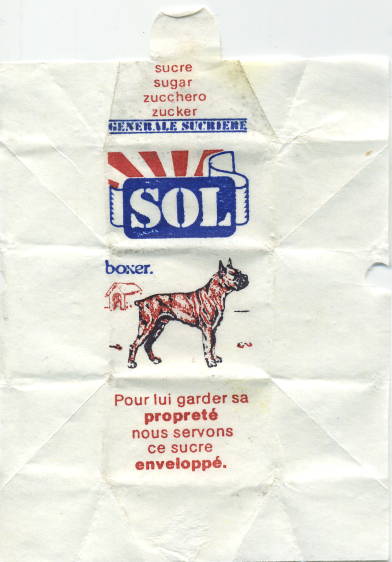 sucre
sugar
zucchero
zucker
GENERALE SUCRIERE
SOL
boxer.
Pour lui garder sa
propreté
nous servons
ce sucre
enveloppé.